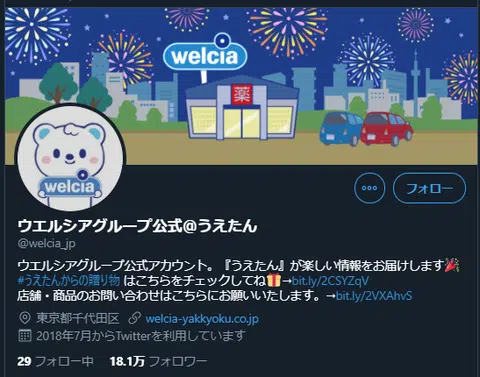 welcia
薬
welcia
フォロー
ウエルシアグループ公式@うえたん
@welcia_jp
ウエルシアグループ公式アカウント。『うえたん』が楽しい情報をお届けします🎉
#うえたんからの贈り物 はこちらをチェックしてね🎁→bit.ly/2CSYZqV
店舗・商品のお問い合わせはこちらにお願いいたします。→bit.ly/2VXAhvS
東京都千代田区 welcia-yakkyoku.co.jp
2018年7月からTwitterを利用しています
29 フォロー中 18.1万 フォロワー